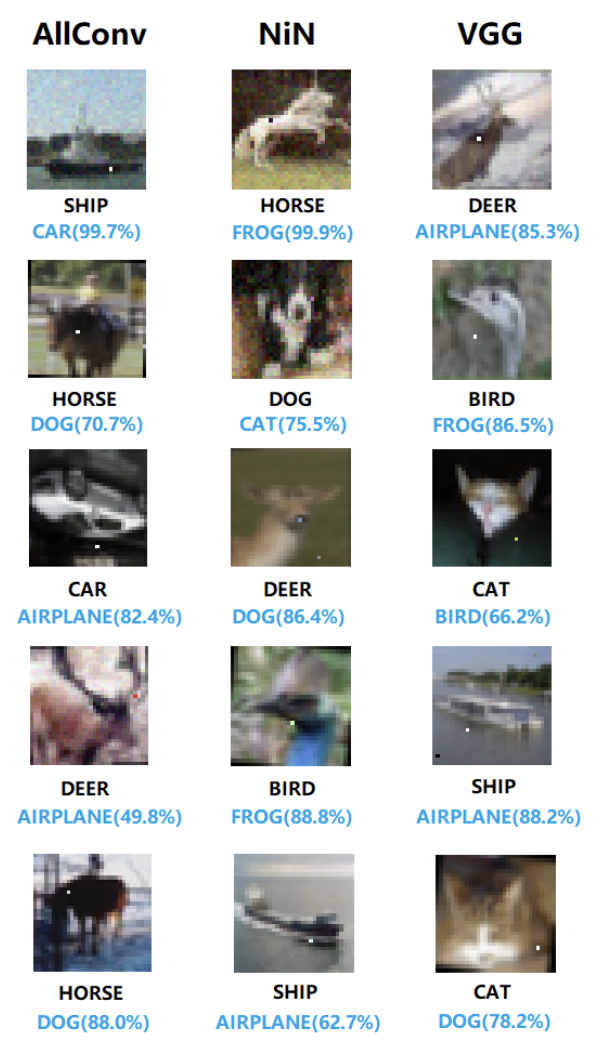 AllConv NiN VGG
SHIP HORSE DEER
CAR(99.7%) FROG(99.9%) AIRPLANE(85.3%)
HORSE DOG BIRD
DOG(70.7%) CAT(75.5%) FROG(86.5%)
CAR DEER CAT
AIRPLANE(82.4%) DOG(86.4%) BIRD(66.2%)
DEER BIRD SHIP
AIRPLANE(49.8%) FROG(88.8%) AIRPLANE(88.2%)
HORSE SHIP CAT
DOG(88.0%) AIRPLANE(62.7%) DOG(78.2%)